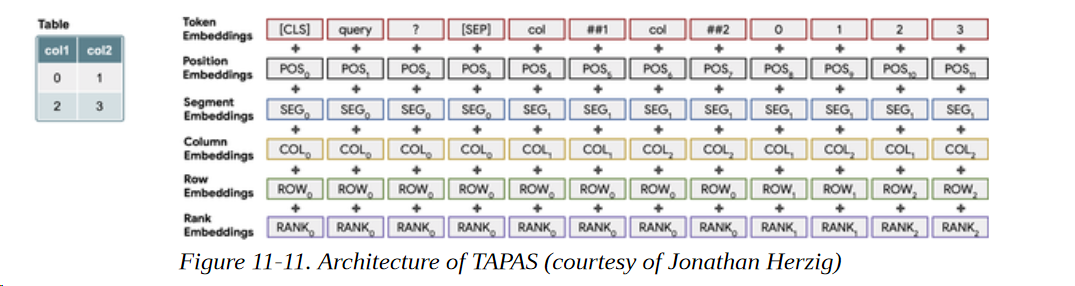 Table
col1 col2
0 1
2 3
Token Embeddings [CLS] query ? [SEP] col ##1 col ##2 0 1 2 3
+ + + + + + + + + + + +
Position Embeddings POS0 POS1 POS2 POS3 POS4 POS5 POS6 POS7 POS8 POS9 POS10 POS11
+ + + + + + + + + + + +
Segment Embeddings SEG0 SEG0 SEG0 SEG0 SEG1 SEG1 SEG1 SEG1 SEG1 SEG1 SEG1 SEG1
+ + + + + + + + + + + +
Column Embeddings COL0 COL0 COL0 COL0 COL1 COL1 COL2 COL2 COL1 COL2 COL1 COL2
+ + + + + + + + + + + +
Row Embeddings ROW0 ROW0 ROW0 ROW0 ROW0 ROW0 ROW0 ROW0 ROW1 ROW1 ROW2 ROW2
+ + + + + + + + + + + +
Rank Embeddings RANK0 RANK0 RANK0 RANK0 RANK0 RANK0 RANK0 RANK0 RANK1 RANK1 RANK2 RANK2
Figure 11-11. Architecture of TAPAS (courtesy of Jonathan Herzig)